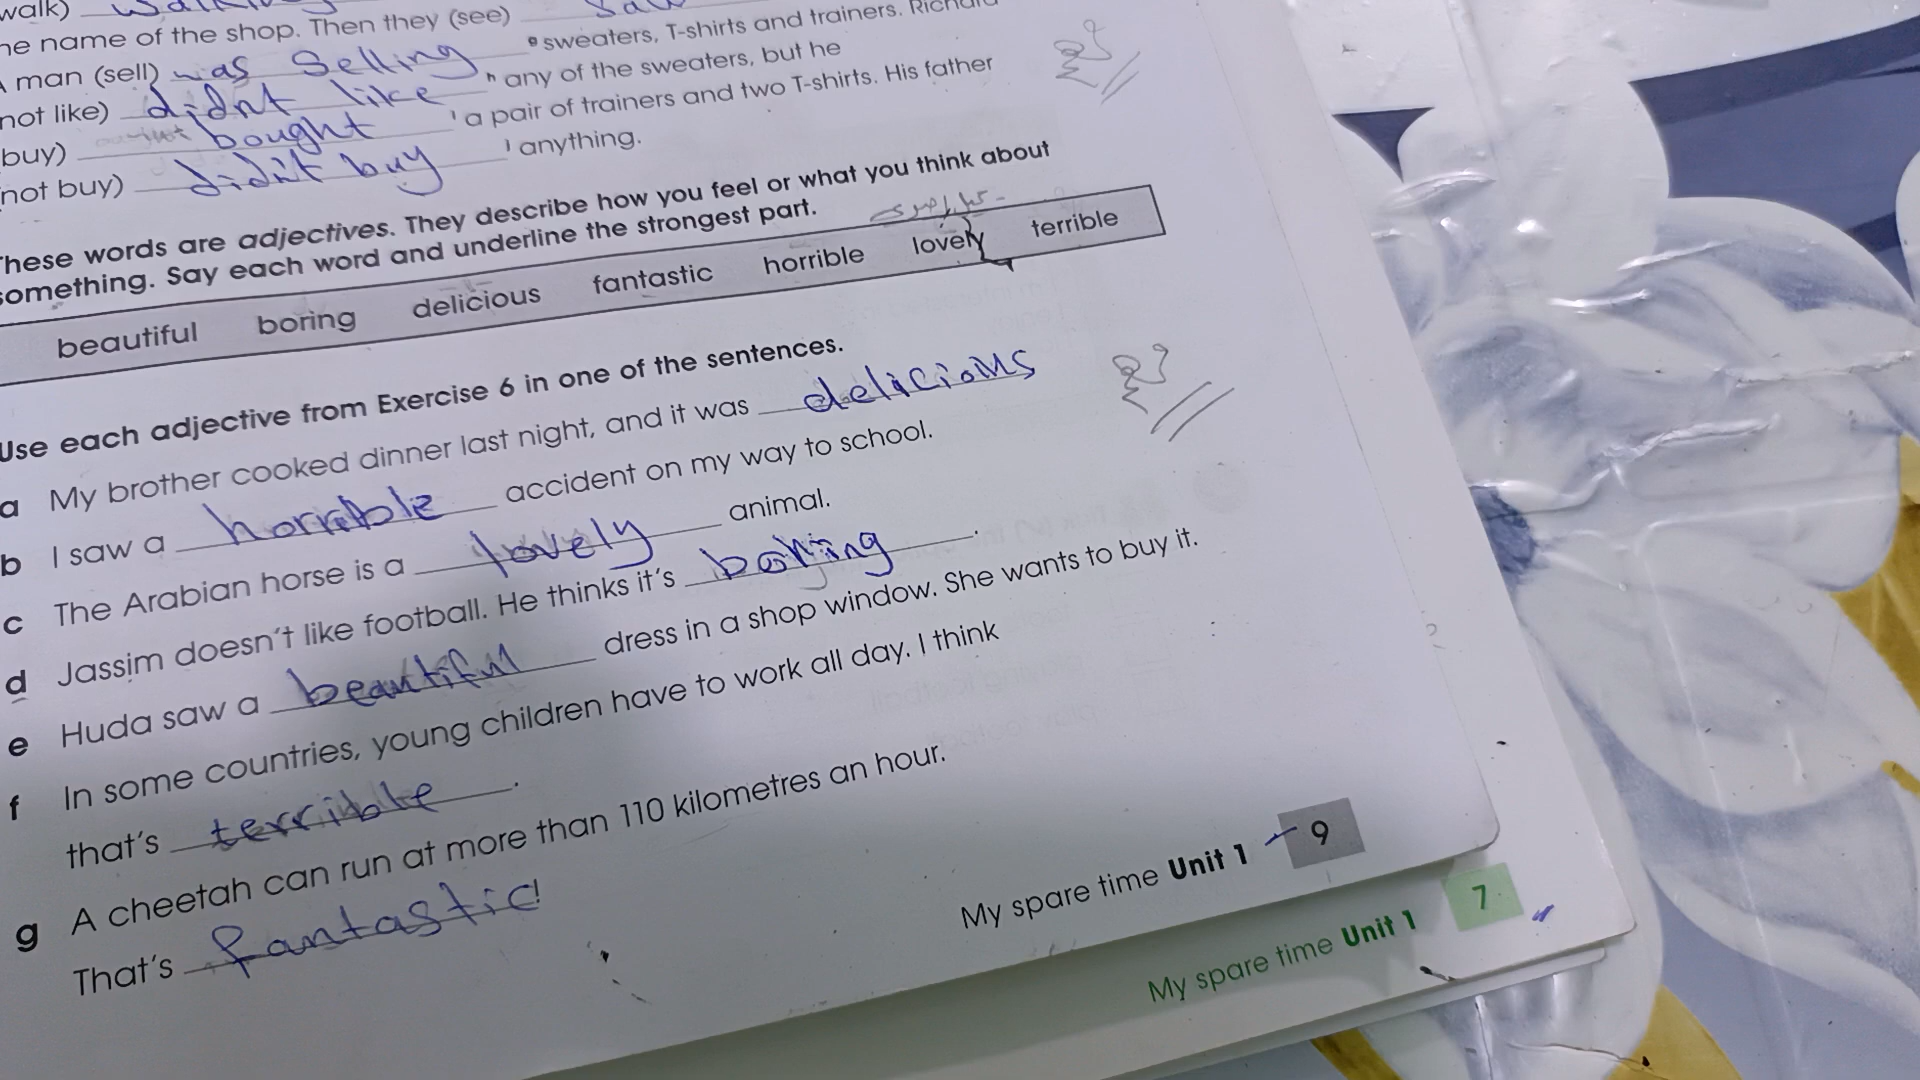 walk) walking
he name of the shop. Then they (see) saw
A man (sell) was selling g sweaters, T-shirts and trainers. Richard
not like) didnt like h any of the sweaters, but he
buy) bought i a pair of trainers and two T-shirts. His father
not buy) didn't buy j anything.
These words are adjectives. They describe how you feel or what you think about
something. Say each word and underline the strongest part.
beautiful boring delicious fantastic horrible lovely terrible
Use each adjective from Exercise 6 in one of the sentences.
a My brother cooked dinner last night, and it was delicious
b I saw a horrible accident on my way to school.
c The Arabian horse is a lovely animal.
d Jassim doesn't like football. He thinks it's boring.
e Huda saw a beautiful dress in a shop window. She wants to buy it.
f In some countries, young children have to work all day. I think
that's terrible.
g A cheetah can run at more than 110 kilometres an hour.
That's fantastic!
My spare time Unit 1 9
My spare time Unit 1 7